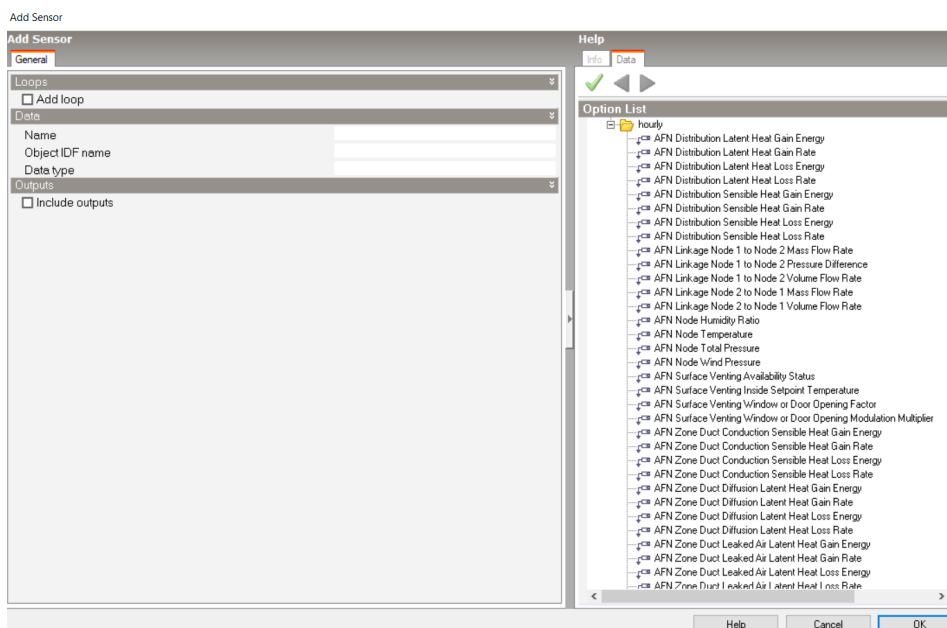 Add Sensor
Add Sensor
General
Loops
Add loop
Data
Name
Object IDF name
Data type
Outputs
Include outputs
Help
Info Data
Option List
hourly
AFN Distribution Latent Heat Gain Energy
AFN Distribution Latent Heat Gain Rate
AFN Distribution Latent Heat Loss Energy
AFN Distribution Latent Heat Loss Rate
AFN Distribution Sensible Heat Gain Energy
AFN Distribution Sensible Heat Gain Rate
AFN Distribution Sensible Heat Loss Energy
AFN Distribution Sensible Heat Loss Rate
AFN Linkage Node 1 to Node 2 Mass Flow Rate
AFN Linkage Node 1 to Node 2 Pressure Difference
AFN Linkage Node 1 to Node 2 Volume Flow Rate
AFN Linkage Node 2 to Node 1 Mass Flow Rate
AFN Linkage Node 2 to Node 1 Volume Flow Rate
AFN Node Humidity Ratio
AFN Node Temperature
AFN Node Total Pressure
AFN Node Wind Pressure
AFN Surface Venting Availability Status
AFN Surface Venting Inside Setpoint Temperature
AFN Surface Venting Window or Door Opening Factor
AFN Surface Venting Window or Door Opening Modulation Multiplier
AFN Zone Duct Conduction Sensible Heat Gain Energy
AFN Zone Duct Conduction Sensible Heat Gain Rate
AFN Zone Duct Conduction Sensible Heat Loss Energy
AFN Zone Duct Conduction Sensible Heat Loss Rate
AFN Zone Duct Diffusion Latent Heat Gain Energy
AFN Zone Duct Diffusion Latent Heat Gain Rate
AFN Zone Duct Diffusion Latent Heat Loss Energy
AFN Zone Duct Diffusion Latent Heat Loss Rate
AFN Zone Duct Leaked Air Latent Heat Gain Energy
AFN Zone Duct Leaked Air Latent Heat Gain Rate
AFN Zone Duct Leaked Air Latent Heat Loss Energy
AFN Zone Duct Leaked Air Latent Heat Loss Rate
Help Cancel OK